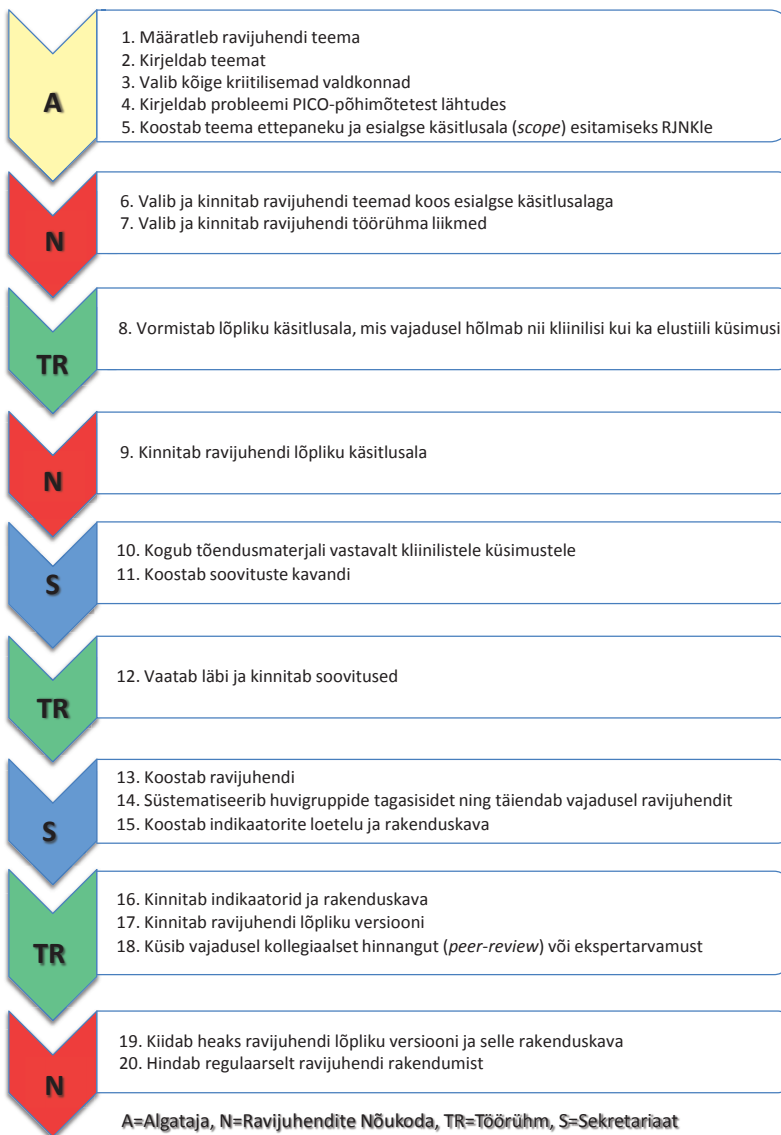 A
1. Määratleb ravijuhendi teema
2. Kirjeldab teemat
3. Valib kõige kriitilisemad valdkonnad
4. Kirjeldab probleemi PICO-põhimõtetest lähtudes
5. Koostab teema ettepaneku ja esialgse käsitlusala (scope) esitamiseks RJNKle
N
6. Valib ja kinnitab ravijuhendi teemad koos esialgse käsitlusalaga
7. Valib ja kinnitab ravijuhendi töörühma liikmed
TR
8. Vormistab lõpliku käsitlusala, mis vajadusel hõlmab nii kliinilisi kui ka elustiili küsimusi
N
9. Kinnitab ravijuhendi lõpliku käsitlusala
S
10. Kogub tõendusmaterjali vastavalt kliinilistele küsimustele
11. Koostab soovituste kavandi
TR
12. Vaatab läbi ja kinnitab soovitused
S
13. Koostab ravijuhendi
14. Süstematiseerib huvigruppide tagasisidet ning täiendab vajadusel ravijuhendit
15. Koostab indikaatorite loetelu ja rakenduskava
TR
16. Kinnitab indikaatorid ja rakenduskava
17. Kinnitab ravijuhendi lõpliku versiooni
18. Küsib vajadusel kollegiaalset hinnangut (peer-review) või ekspertarvamust
N
19. Kiidab heaks ravijuhendi lõpliku versiooni ja selle rakenduskava
20. Hindab regulaarselt ravijuhendi rakendumist
A=Algataja, N=Ravijuhendite Nõukoda, TR=Töörühm, S=Sekretariaat